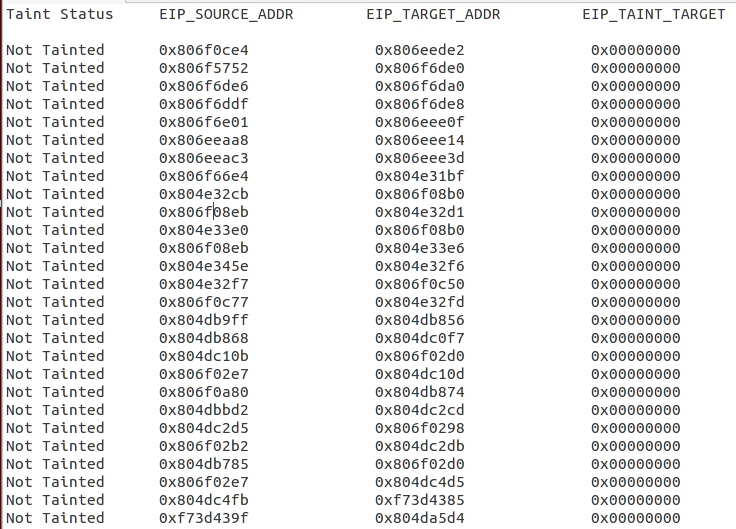 Taint Status EIP_SOURCE_ADDR EIP_TARGET_ADDR EIP_TAINT_TARGET
Not Tainted 0x806f0ce4 0x806eede2 0x00000000
Not Tainted 0x806f5752 0x806f6de0 0x00000000
Not Tainted 0x806f6de6 0x806f6da0 0x00000000
Not Tainted 0x806f6ddf 0x806f6de8 0x00000000
Not Tainted 0x806f6e01 0x806eee0f 0x00000000
Not Tainted 0x806eeaa8 0x806eee14 0x00000000
Not Tainted 0x806eeac3 0x806eee3d 0x00000000
Not Tainted 0x806f66e4 0x804e31bf 0x00000000
Not Tainted 0x804e32cb 0x806f08b0 0x00000000
Not Tainted 0x806f08eb 0x804e32d1 0x00000000
Not Tainted 0x804e33e0 0x806f08b0 0x00000000
Not Tainted 0x806f08eb 0x804e33e6 0x00000000
Not Tainted 0x804e345e 0x804e32f6 0x00000000
Not Tainted 0x804e32f7 0x806f0c50 0x00000000
Not Tainted 0x806f0c77 0x804e32fd 0x00000000
Not Tainted 0x804db9ff 0x804db856 0x00000000
Not Tainted 0x804db868 0x804dc0f7 0x00000000
Not Tainted 0x804dc10b 0x806f02d0 0x00000000
Not Tainted 0x806f02e7 0x804dc10d 0x00000000
Not Tainted 0x806f0a80 0x804db874 0x00000000
Not Tainted 0x804dbbd2 0x804dc2cd 0x00000000
Not Tainted 0x804dc2d5 0x806f0298 0x00000000
Not Tainted 0x806f02b2 0x804dc2db 0x00000000
Not Tainted 0x804db785 0x806f02d0 0x00000000
Not Tainted 0x806f02e7 0x804dc4d5 0x00000000
Not Tainted 0x804dc4fb 0xf73d4385 0x00000000
Not Tainted 0xf73d439f 0x804da5d4 0x00000000